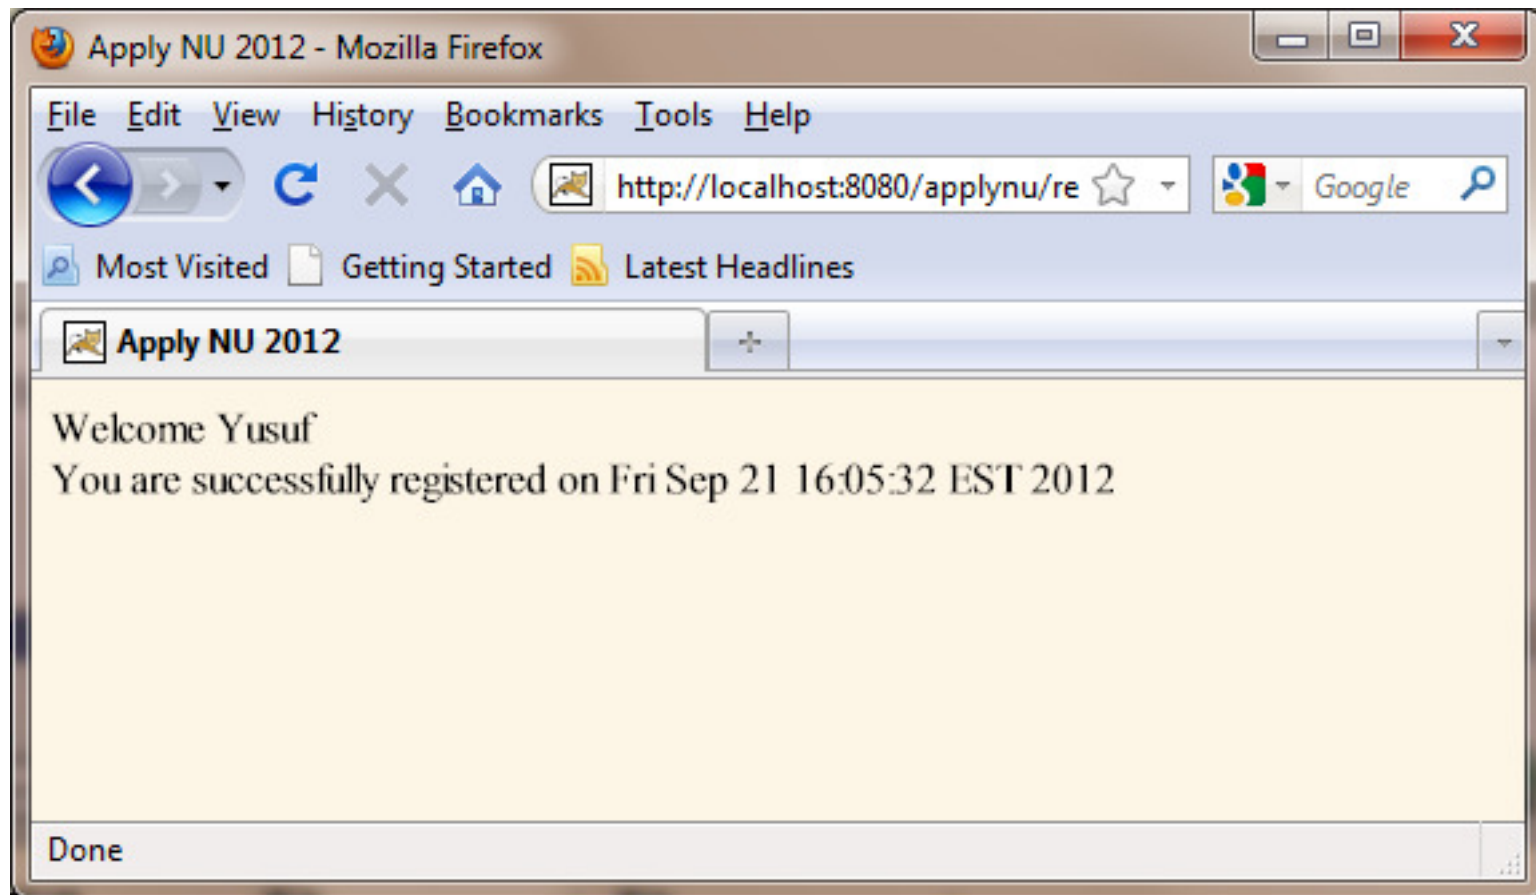 Apply NU 2012 - Mozilla Firefox
File Edit View History Bookmarks Tools Help
http://localhost:8080/applynu/re Google
Most Visited Getting Started Latest Headlines
Apply NU 2012
Welcome Yusuf
You are successfully registered on Fri Sep 21 16:05:32 EST 2012
Done